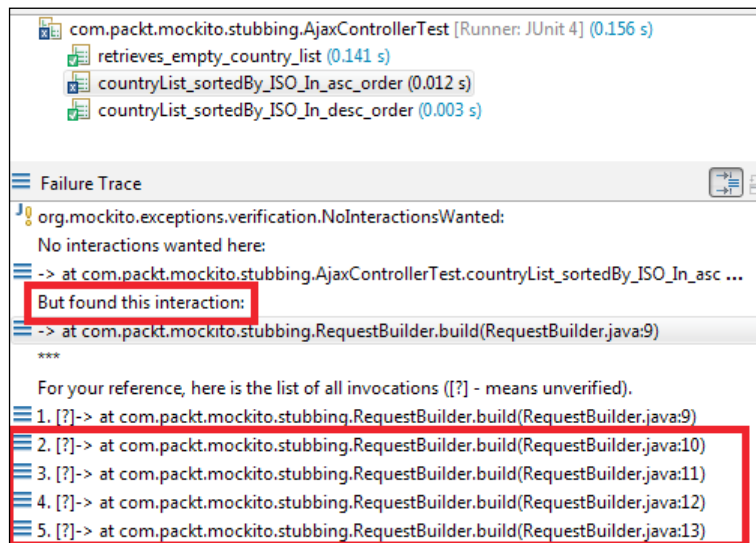 com.packt.mockito.stubbing.AjaxControllerTest [Runner: JUnit 4] (0.156 s)
retrieves_empty_country_list (0.141 s)
countryList_sortedBy_ISO_In_asc_order (0.012 s)
countryList_sortedBy_ISO_In_desc_order (0.003 s)
Failure Trace
org.mockito.exceptions.verification.NoInteractionsWanted:
No interactions wanted here:
-> at com.packt.mockito.stubbing.AjaxControllerTest.countryList_sortedBy_ISO_In_asc ...
But found this interaction:
-> at com.packt.mockito.stubbing.RequestBuilder.build(RequestBuilder.java:9)
***
For your reference, here is the list of all invocations ([?] - means unverified).
1. [?]-> at com.packt.mockito.stubbing.RequestBuilder.build(RequestBuilder.java:9)
2. [?]-> at com.packt.mockito.stubbing.RequestBuilder.build(RequestBuilder.java:10)
3. [?]-> at com.packt.mockito.stubbing.RequestBuilder.build(RequestBuilder.java:11)
4. [?]-> at com.packt.mockito.stubbing.RequestBuilder.build(RequestBuilder.java:12)
5. [?]-> at com.packt.mockito.stubbing.RequestBuilder.build(RequestBuilder.java:13)